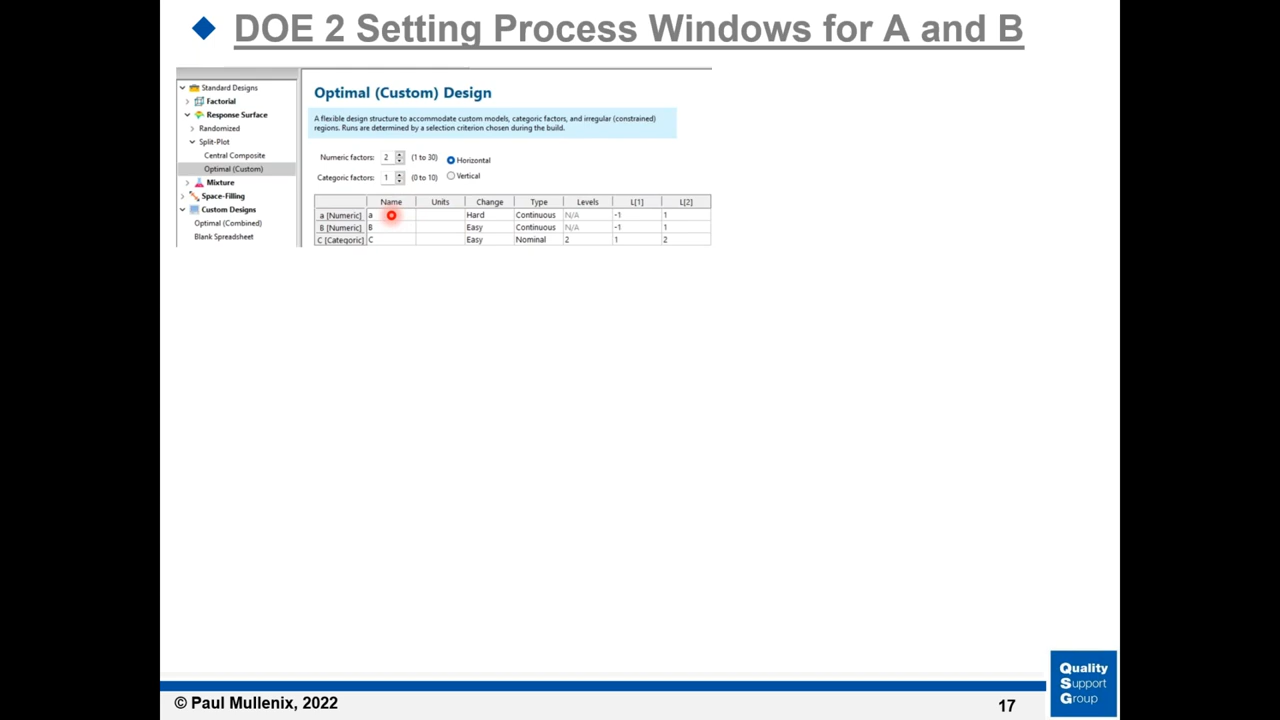 DOE 2 Setting Process Windows for A and B
Standard Designs
Factorial
Response Surface
Randomized
Split-Plot
Central Composite
Optimal (Custom)
Mixture
Space-Filling
Custom Designs
Optimal (Combined)
Blank Spreadsheet
Optimal (Custom) Design
A flexible design structure to accommodate custom models, categoric factors, and irregular (constrained)
regions. Runs are determined by a selection criterion chosen during the build.
Numeric factors: 2 (1 to 30) Horizontal
Categoric factors: 1 (0 to 10) Vertical
Name Units Change Type Levels L[1] L[2]
a [Numeric] a Hard Continuous N/A -1 1
B [Numeric] B Easy Continuous N/A -1 1
C [Categoric] C Easy Nominal 2 1 2
© Paul Mullenix, 2022
17
Quality
Support
Group